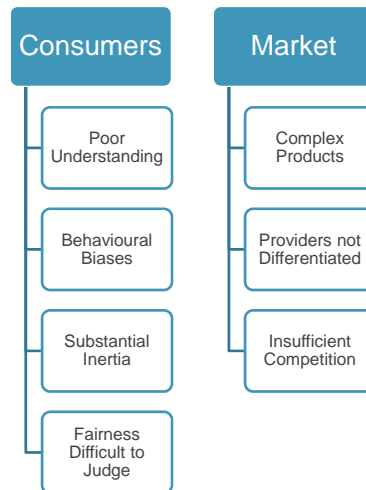 Consumers
Poor
Understanding
Behavioural
Biases
Substantial
Inertia
Fairness
Difficult to
Judge
Market
Complex
Products
Providers not
Differentiated
Insufficient
Competition